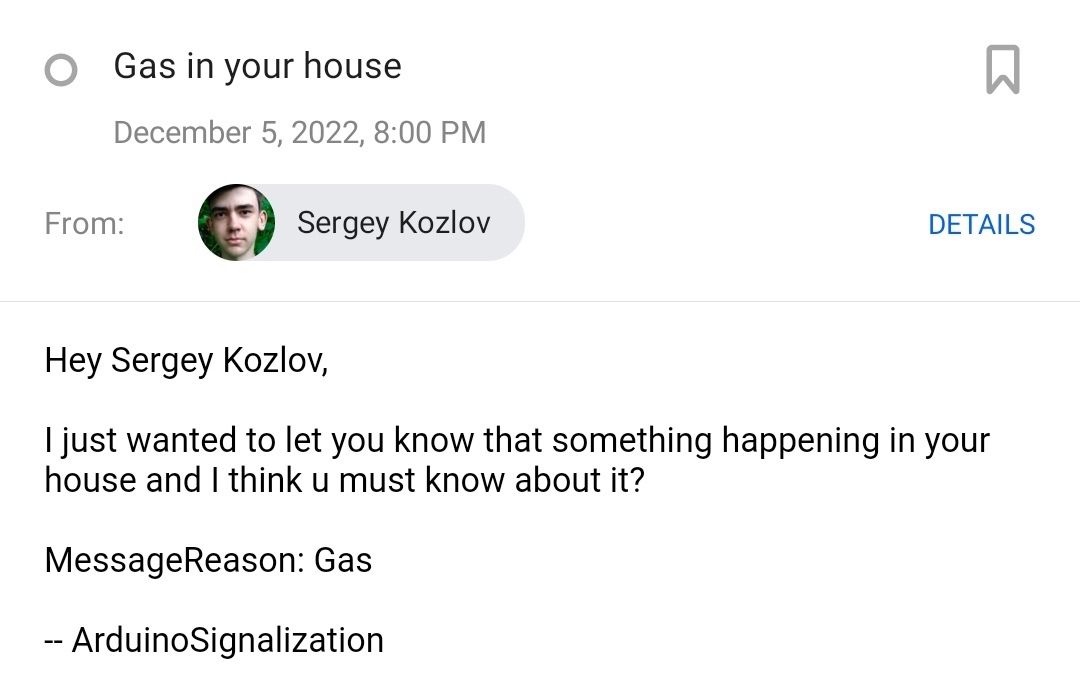 Gas in your house
December 5, 2022, 8:00 PM
From: Sergey Kozlov DETAILS
Hey Sergey Kozlov,
I just wanted to let you know that something happening in your
house and I think u must know about it?
MessageReason: Gas
-- ArduinoSignalization